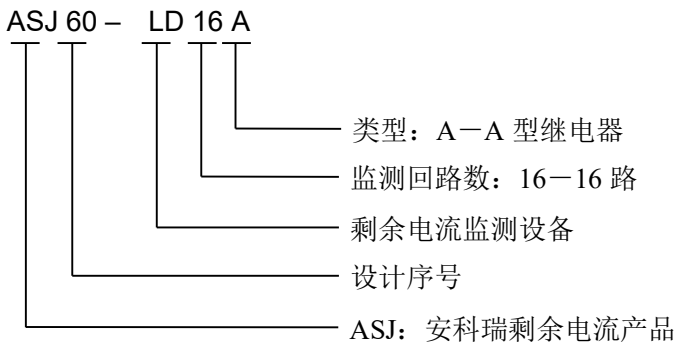 ASJ 60 – LD 16 A
类型：A－A 型继电器
监测回路数：16－16 路
剩余电流监测设备
设计序号
ASJ：安科瑞剩余电流产品